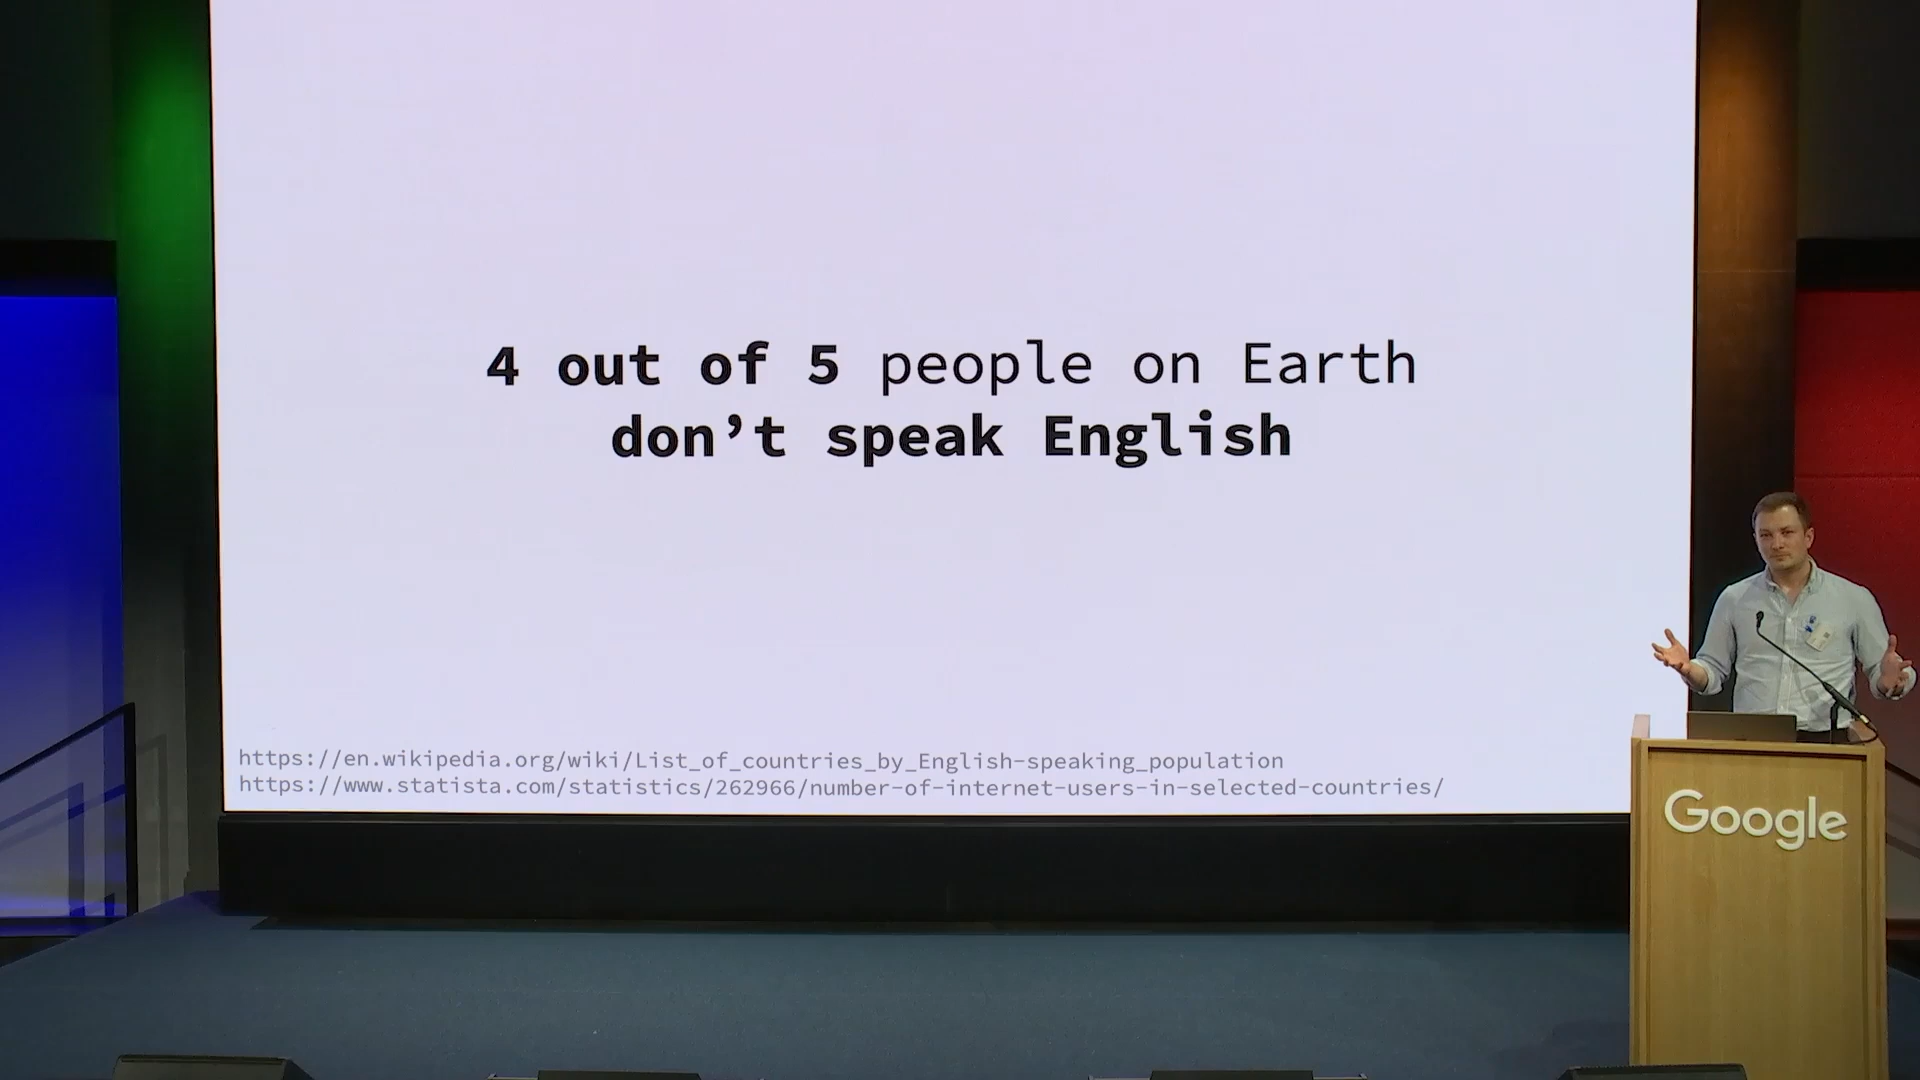 4 out of 5 people on Earth
don’t speak English
https://en.wikipedia.org/wiki/List_of_countries_by_English-speaking_population
https://www.statista.com/statistics/262966/number-of-internet-users-in-selected-countries/
Google